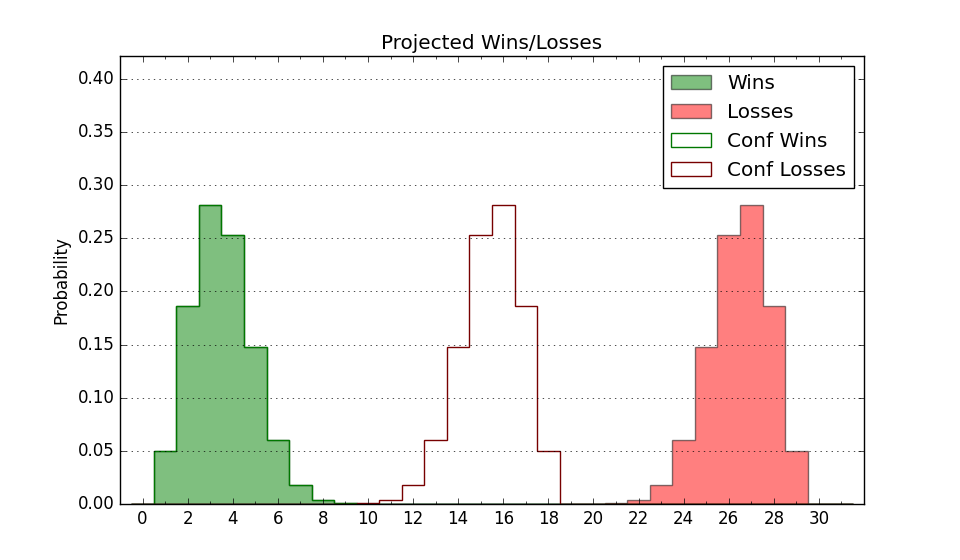 Projected Wins/Losses
0.40
0.35
0.30
0.25
0.20
0.15
0.10
0.05
0.00
Probability
Wins
Losses
Conf Wins
Conf Losses
0 2 4 6 8 10 12 14 16 18 20 22 24 26 28 30